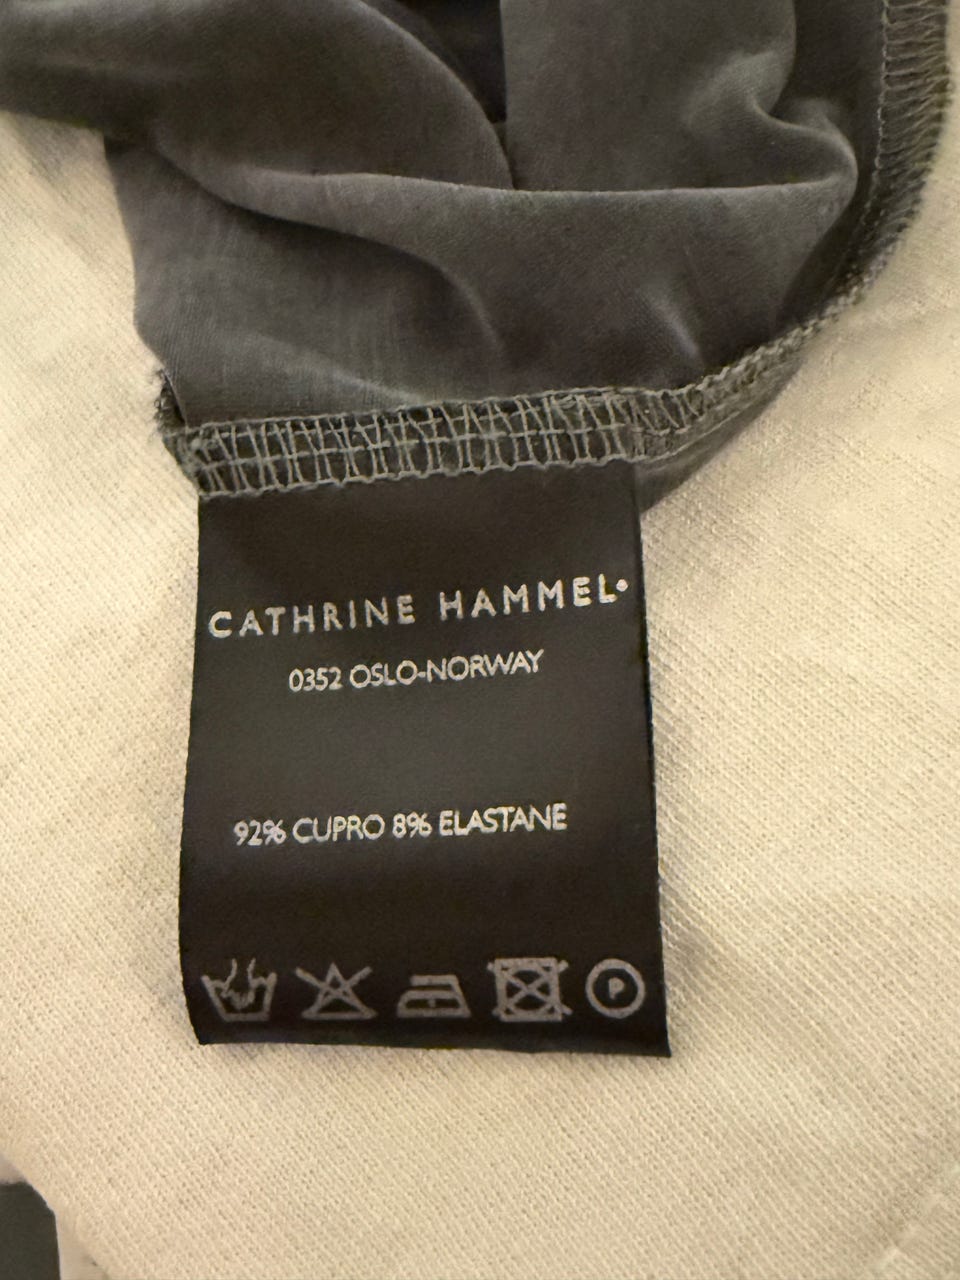 CATHRINE HAMMEL•
0352 OSLO-NORWAY
92% CUPRO 8% ELASTANE
P